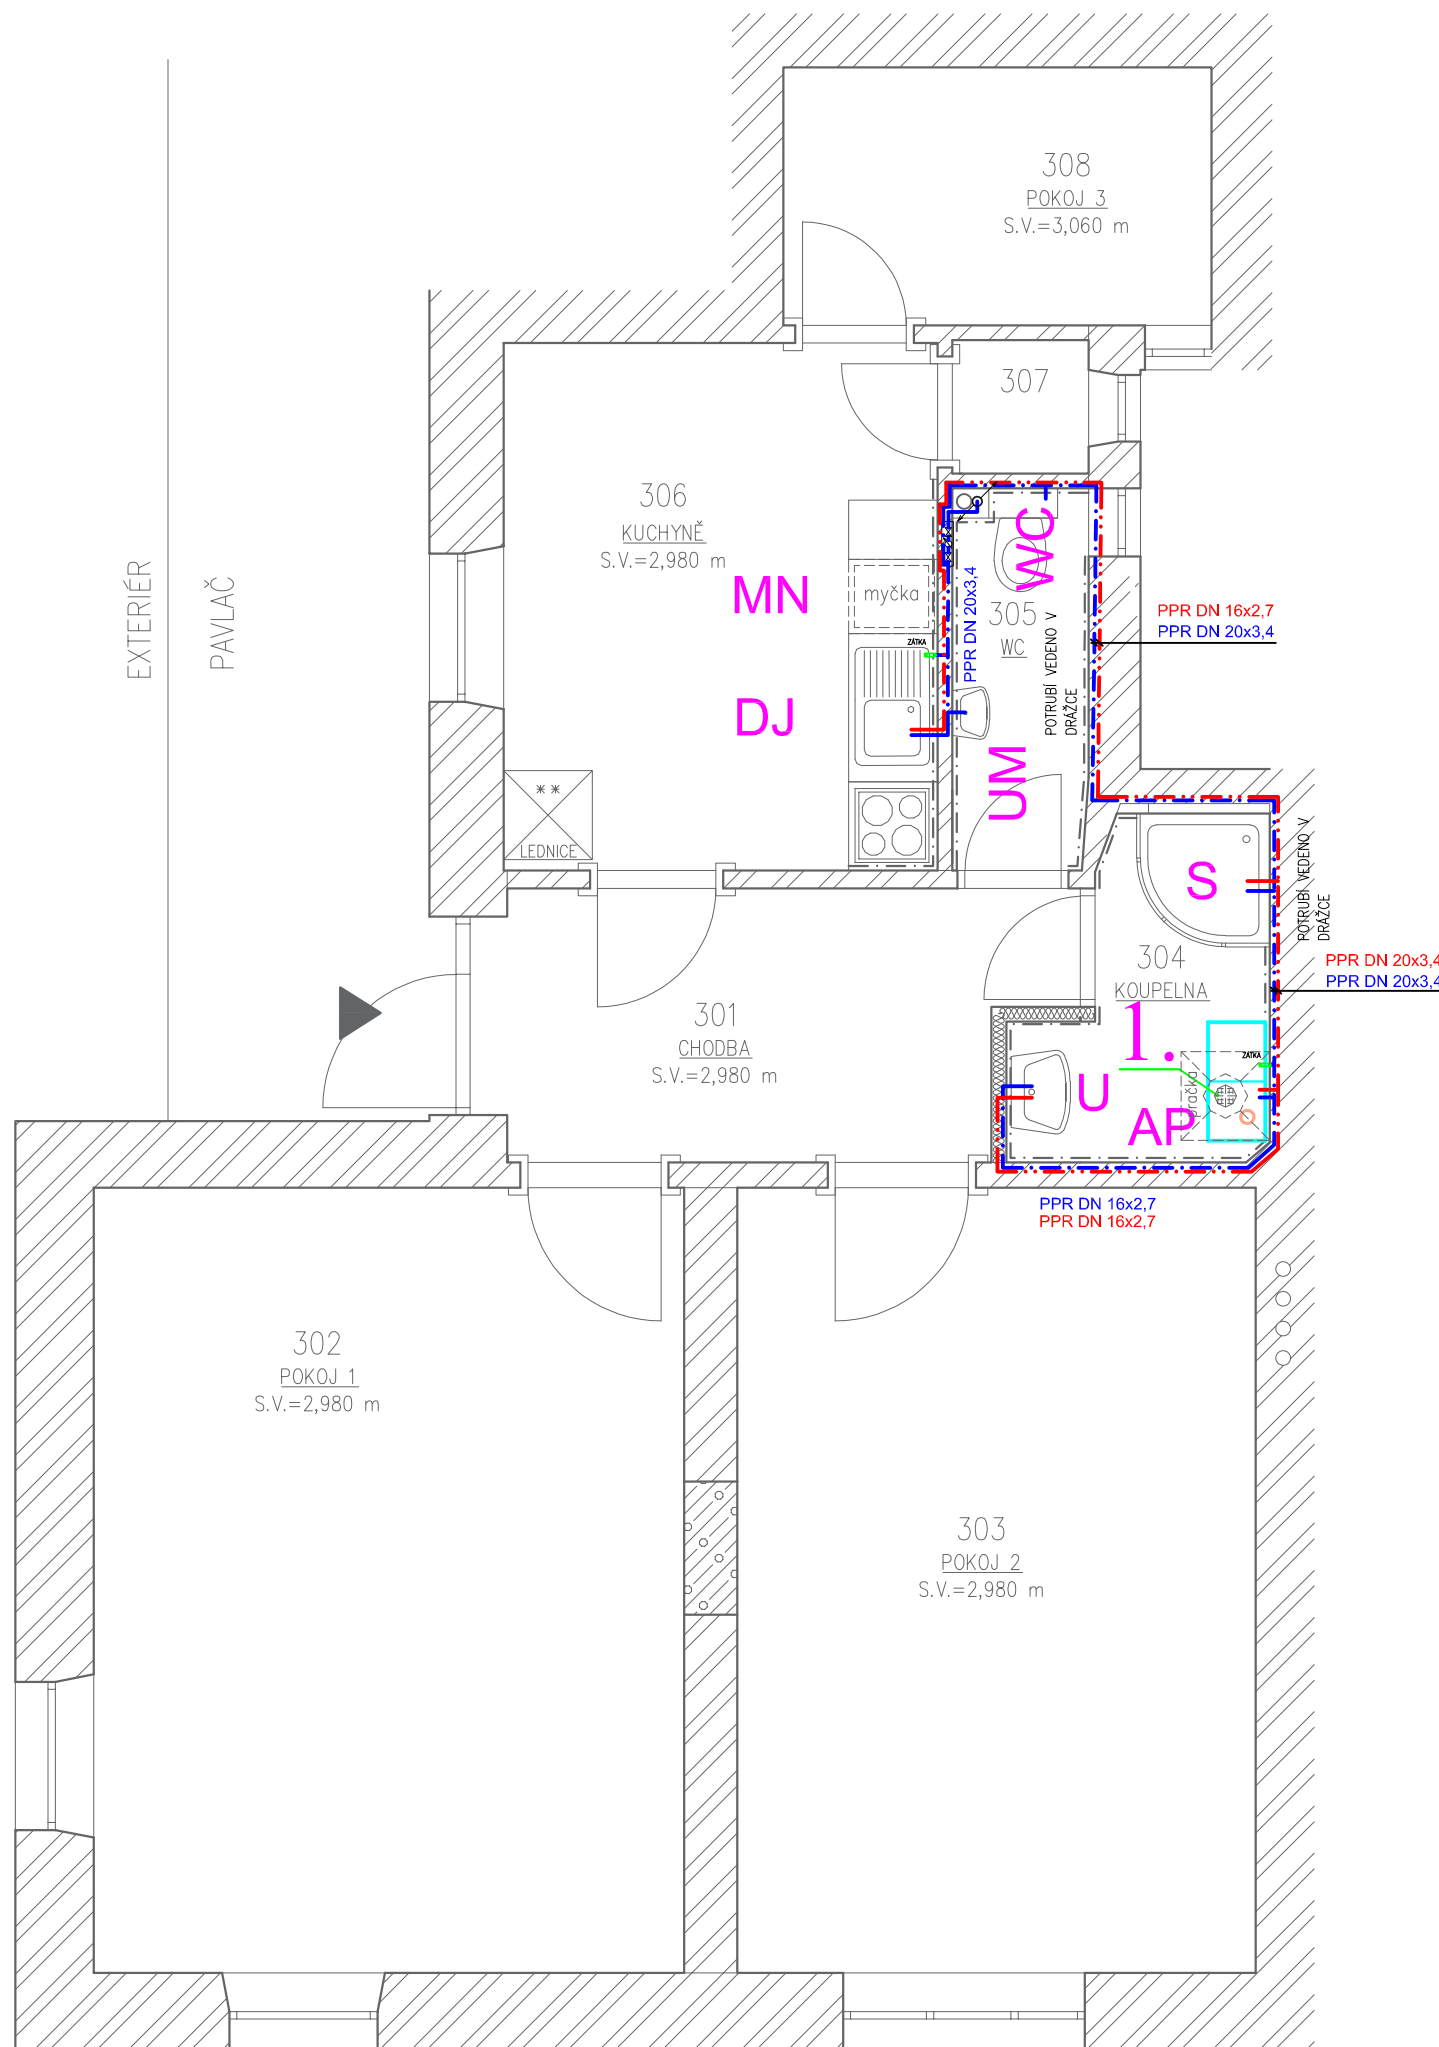 308
POKOJ 3
S.V.=3,060 m
307
306
KUCHYNĚ
S.V.=2,980 m
MN
myčka
ZÁTKA
DJ
LEDNICE
EXTERIÉR
PAVLAČ
WC
305
WC
PPR DN 20x3,4
POTRUBÍ VEDENO V
DRÁŽCE
UM
PPR DN 16x2,7
PPR DN 20x3,4
S
POTRUBÍ VEDENO V
DRÁŽCE
304
KOUPELNA
PPR DN 20x3,4
PPR DN 20x3,4
301
CHODBA
S.V.=2,980 m
1.
ZÁTKA
pračka
U
AP
PPR DN 16x2,7
PPR DN 16x2,7
302
POKOJ 1
S.V.=2,980 m
303
POKOJ 2
S.V.=2,980 m